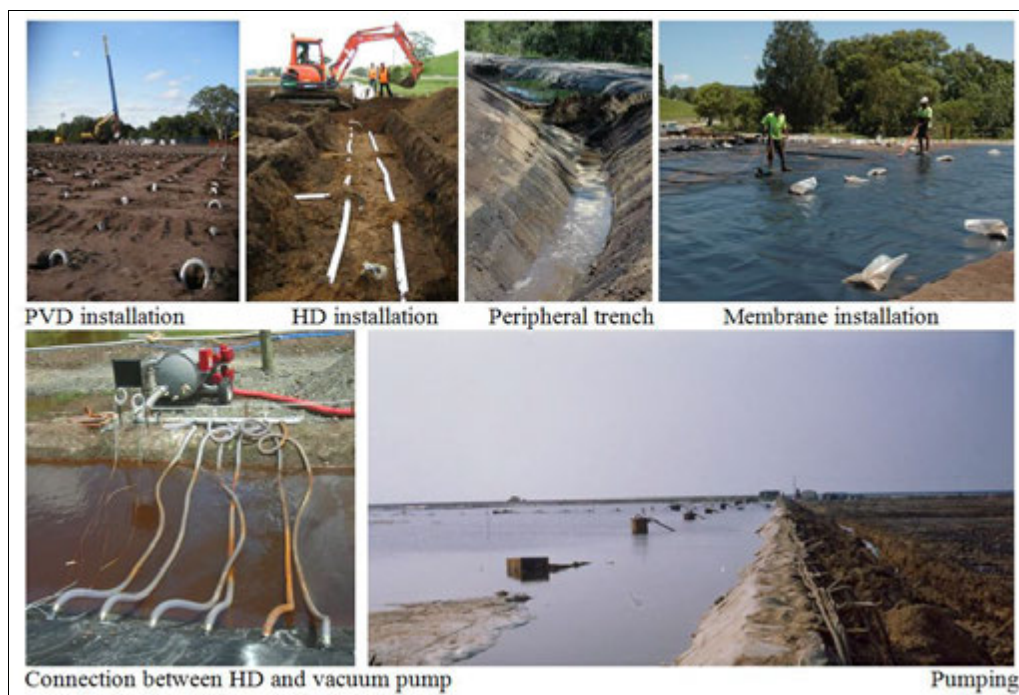 PVD installation
HD installation
Peripheral trench
Membrane installation
Connection between HD and vacuum pump
Pumping